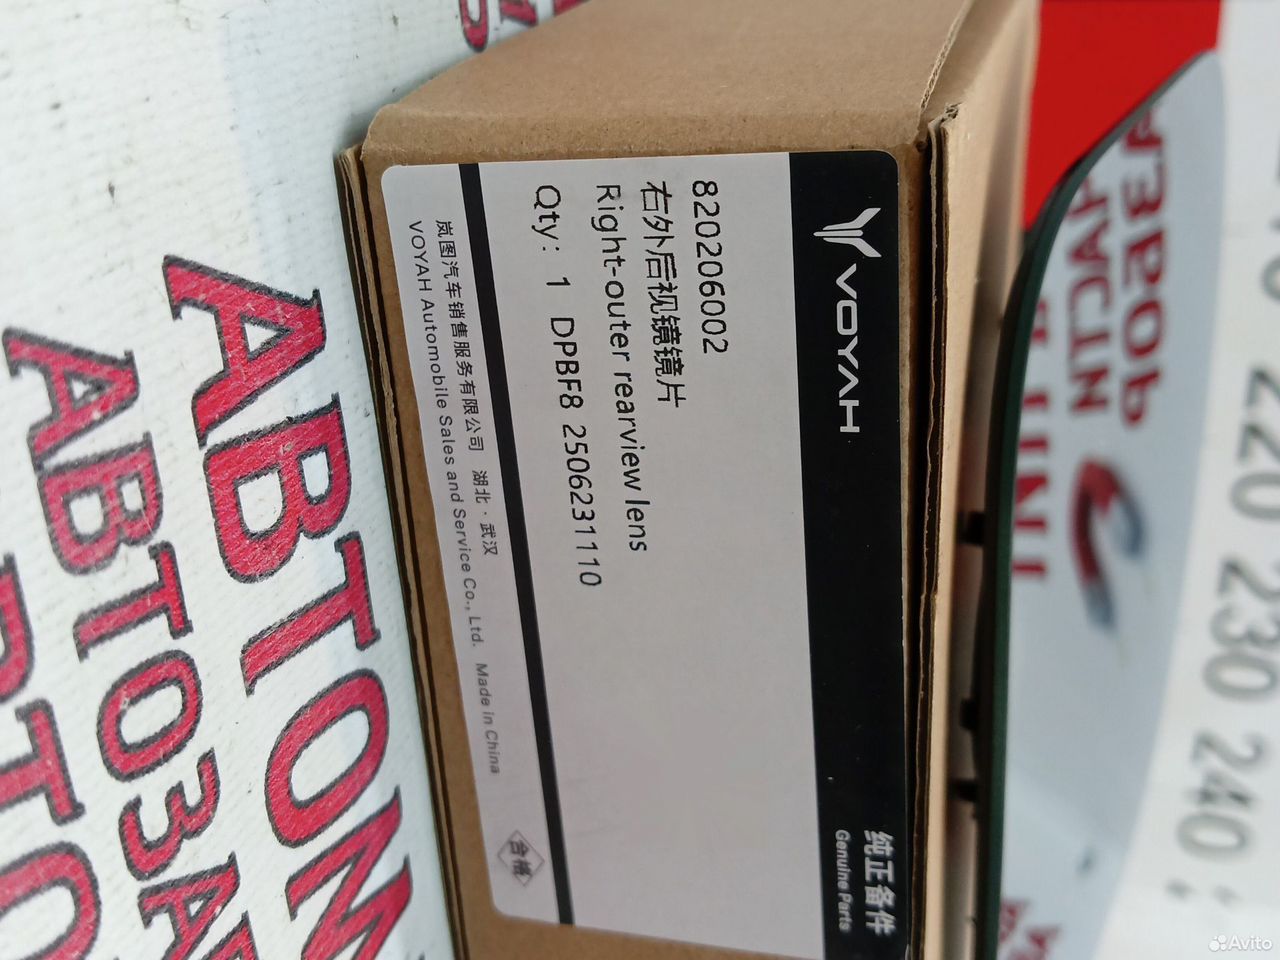 VOYAH
纯正备件
Genuine Parts
820206002
右外后视镜镜片
Right-outer rearview lens
Qty: 1 DPBF8 2506231110
岚图汽车销售服务有限公司 湖北·武汉
VOYAH Automobile Sales and Service Co., Ltd. Made in China
合格
АВТОМ
АВТОЗАП
220 230 240
Avito